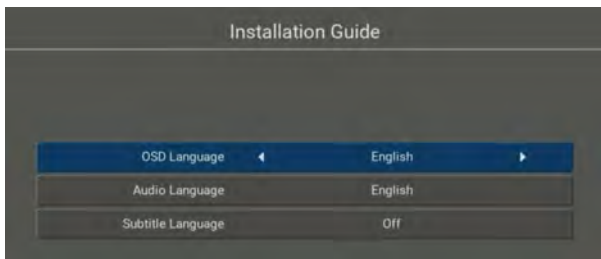 Installation Guide
OSD Language English
Audio Language English
Subtitle Language Off